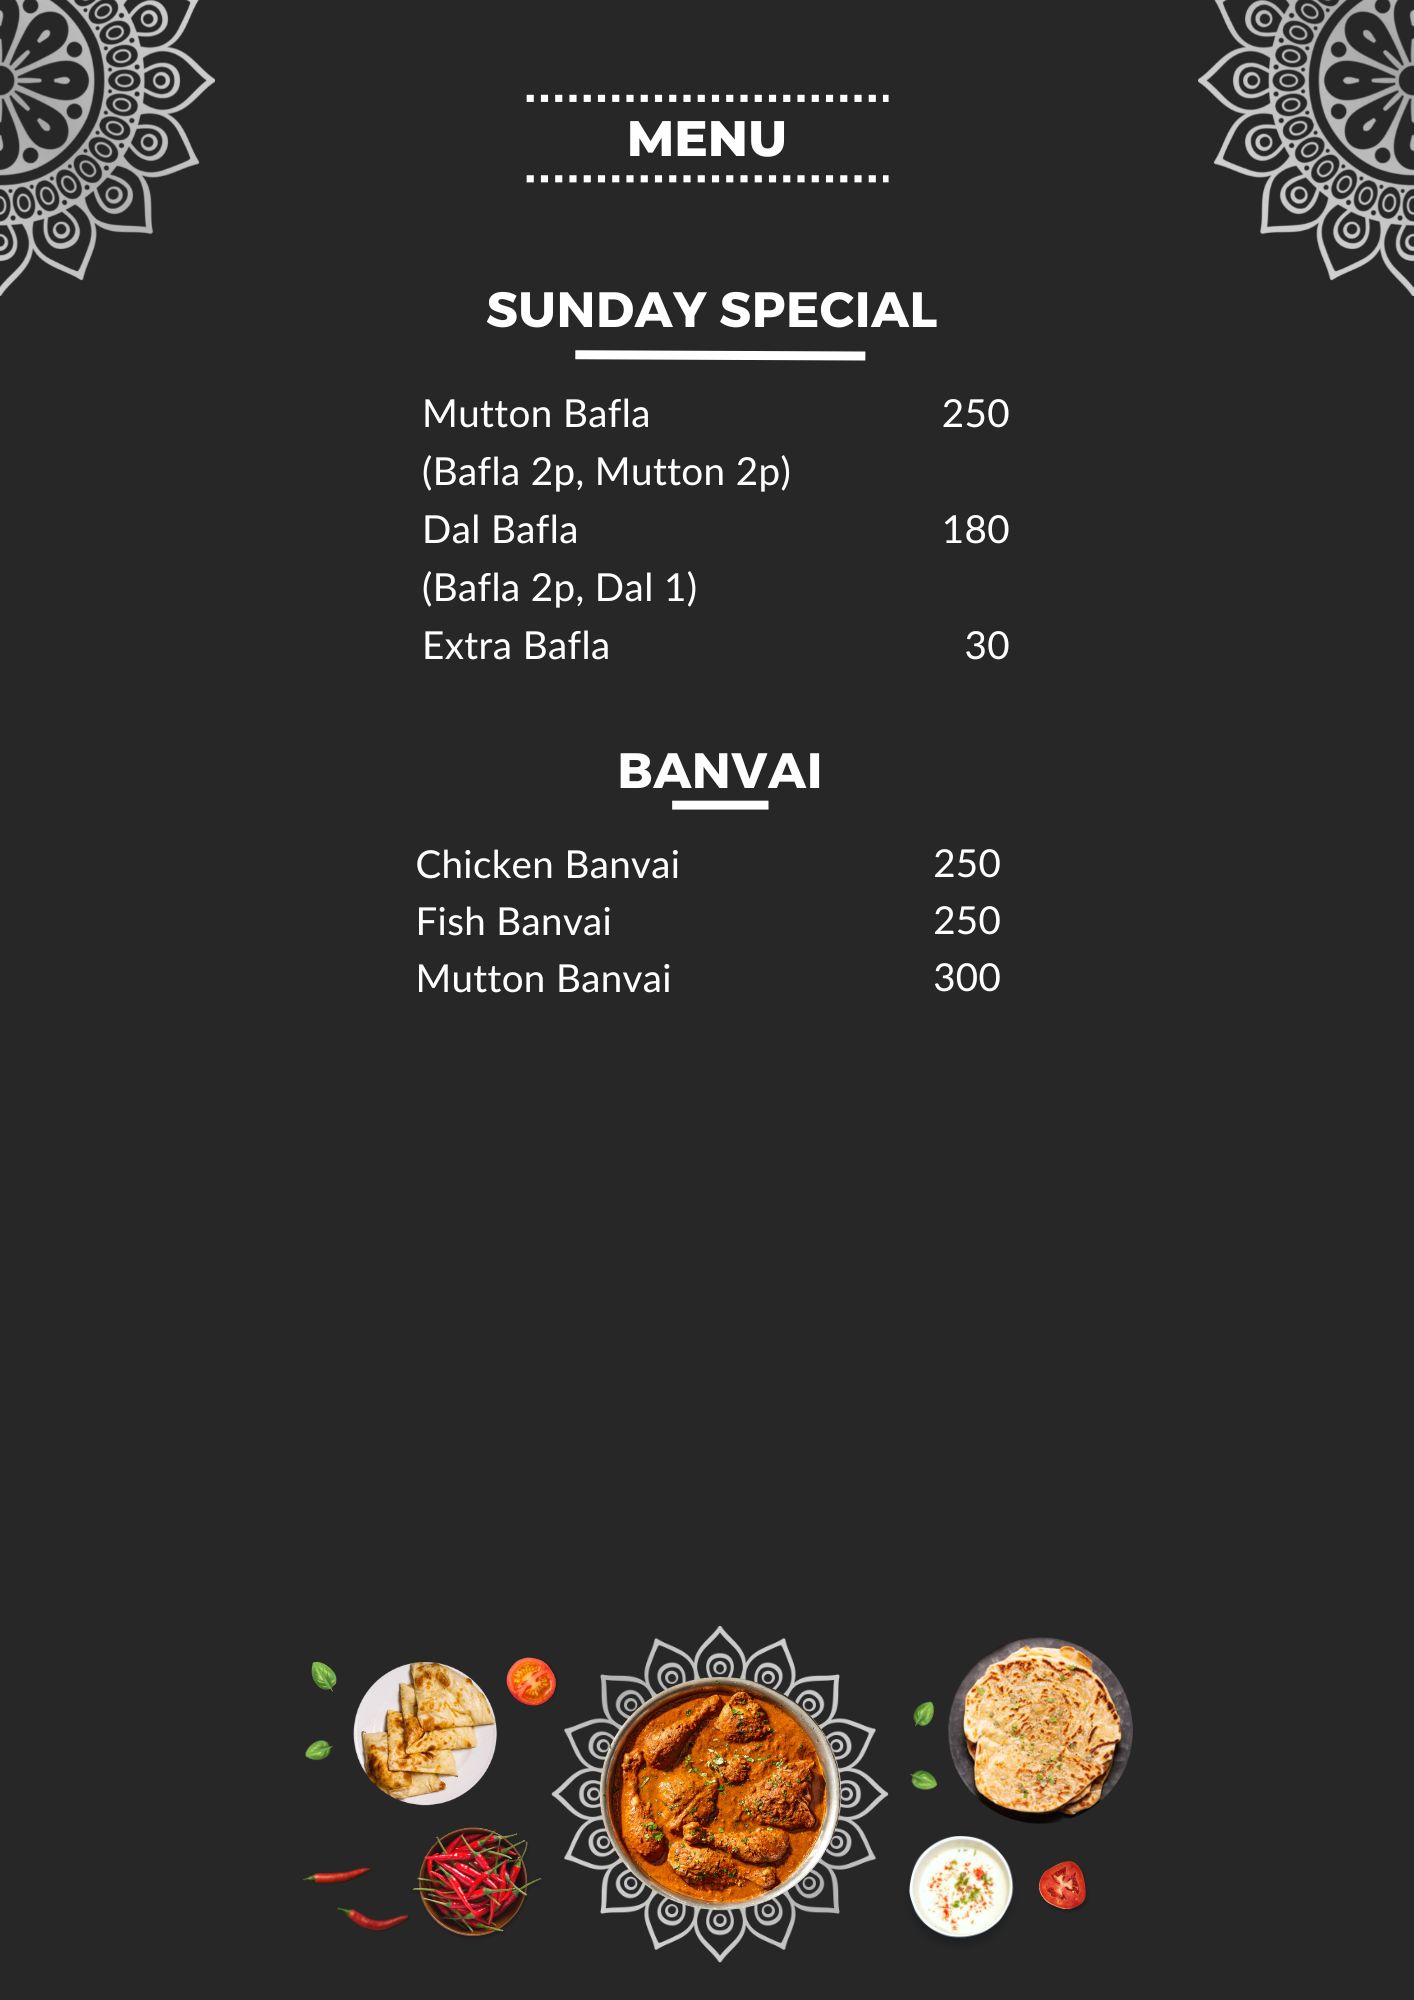 MENU
SUNDAY SPECIAL
Mutton Bafla 250
(Bafla 2p, Mutton 2p)
Dal Bafla 180
(Bafla 2p, Dal 1)
Extra Bafla 30
BANVAI
Chicken Banvai 250
Fish Banvai 250
Mutton Banvai 300